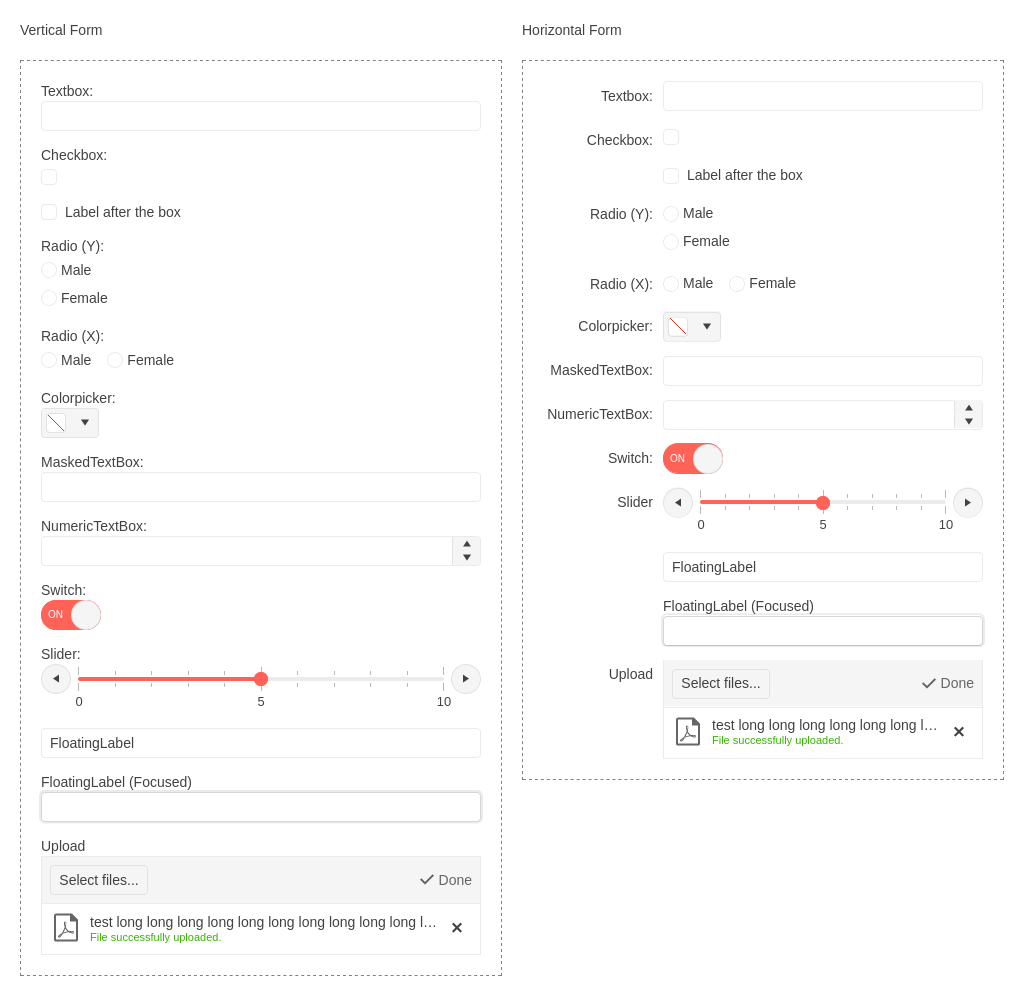 Vertical Form
Textbox:
Checkbox:
Label after the box
Radio (Y):
Male
Female
Radio (X):
Male Female
Colorpicker:
MaskedTextBox:
NumericTextBox:
Switch:
ON
Slider:
0 5 10
FloatingLabel
FloatingLabel (Focused)
Upload
Select files... Done
test long long long long long long long long long long l…
File successfully uploaded.
Horizontal Form
Textbox:
Checkbox:
Label after the box
Radio (Y): Male
Female
Radio (X): Male Female
Colorpicker:
MaskedTextBox:
NumericTextBox:
Switch: ON
Slider
0 5 10
FloatingLabel
FloatingLabel (Focused)
Upload Select files... Done
test long long long long long long l…
File successfully uploaded.